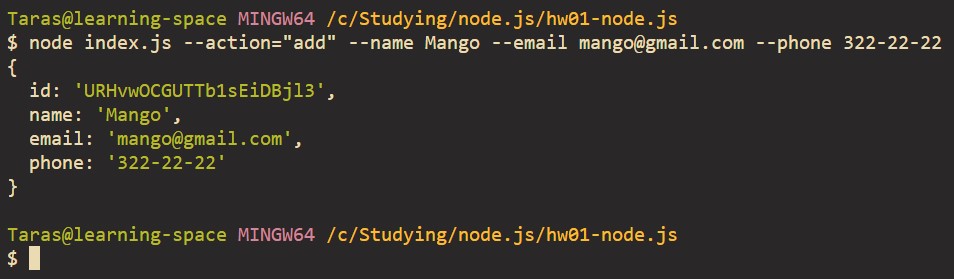 Taras@learning-space MINGW64 /c/Studying/node.js/hw01-node.js
$ node index.js --action="add" --name Mango --email mango@gmail.com --phone 322-22-22
{
  id: 'URHvwOCGUTTb1sEiDBjl3',
  name: 'Mango',
  email: 'mango@gmail.com',
  phone: '322-22-22'
}

Taras@learning-space MINGW64 /c/Studying/node.js/hw01-node.js
$